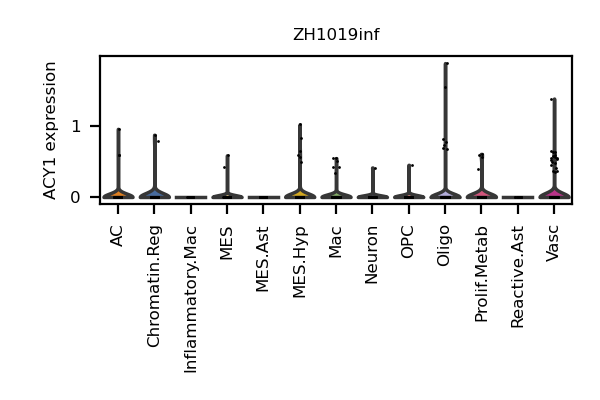 ZH1019inf
ACY1 expression
1
0
AC
Chromatin.Reg
Inflammatory.Mac
MES
MES.Ast
MES.Hyp
Mac
Neuron
OPC
Oligo
Prolif.Metab
Reactive.Ast
Vasc